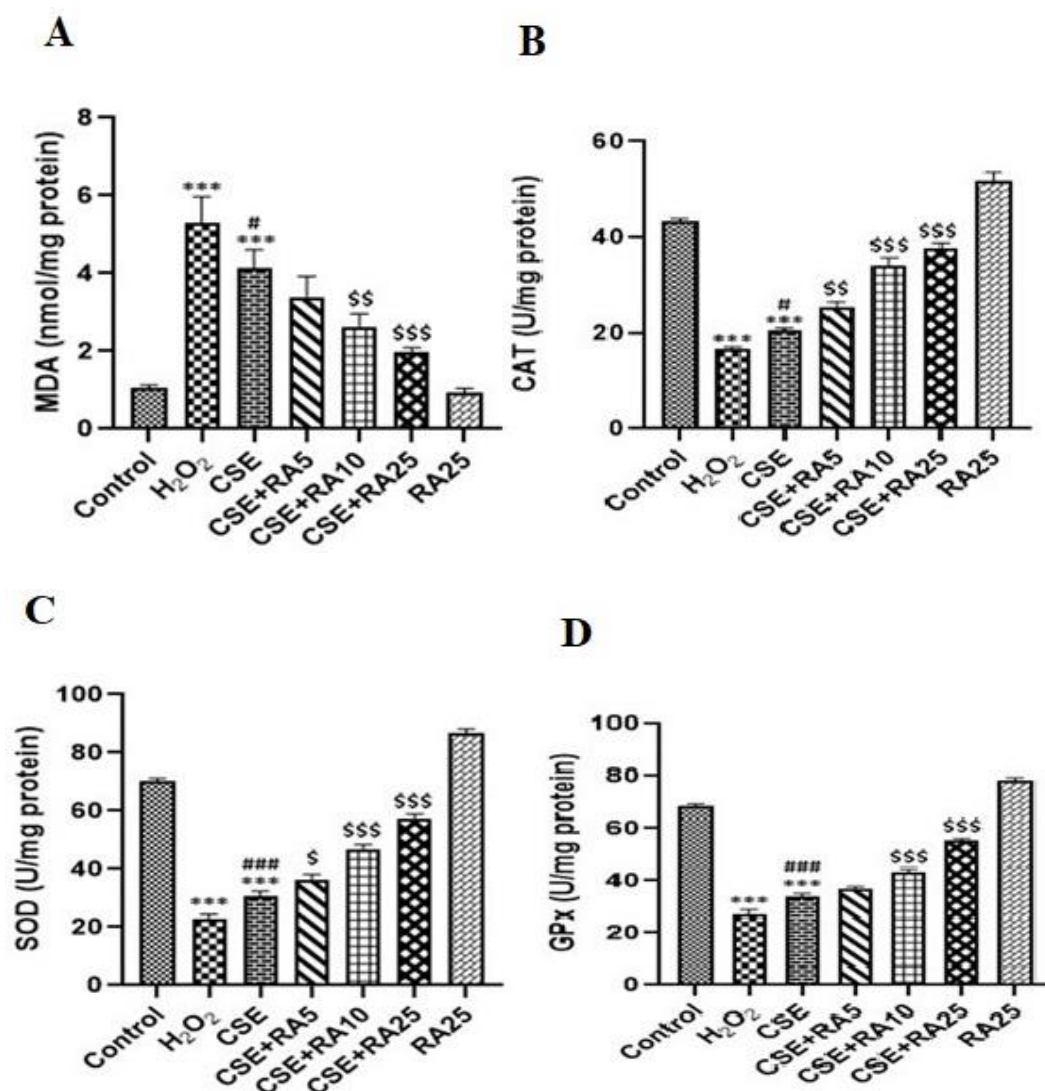 A
MDA (nmol/mg protein)
8
6
4
2
0
***
#
***
$$
$$$
Control
H₂O₂
CSE
CSE+RA5
CSE+RA10
CSE+RA25
RA25
B
CAT (U/mg protein)
60
40
20
0
***
#
***
$$
$$$
$$$
Control
H₂O₂
CSE
CSE+RA5
CSE+RA10
CSE+RA25
RA25
C
SOD (U/mg protein)
100
80
60
40
20
0
***
###
***
$
$$$
$$$
Control
H₂O₂
CSE
CSE+RA5
CSE+RA10
CSE+RA25
RA25
D
GPx (U/mg protein)
100
80
60
40
20
0
***
###
***
$$$
$$$
Control
H₂O₂
CSE
CSE+RA5
CSE+RA10
CSE+RA25
RA25